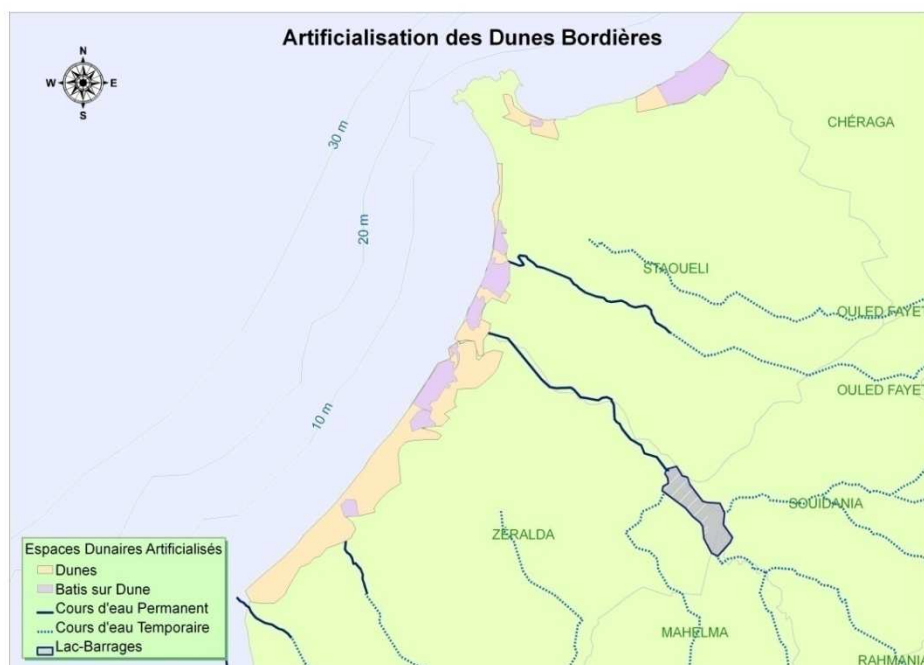 Artificialisation des Dunes Bordières
N
W
E
S
30 m
20 m
10 m
CHÉRAGA
STAOUELI
OULED FAYET
OULED FAYET
SOUIDANIA
ZÉRALDA
MAHELMA
RAHMANIA
Espaces Dunaires Artificialisés
Dunes
Batis sur Dune
Cours d'eau Permanent
Cours d'eau Temporaire
Lac-Barrages